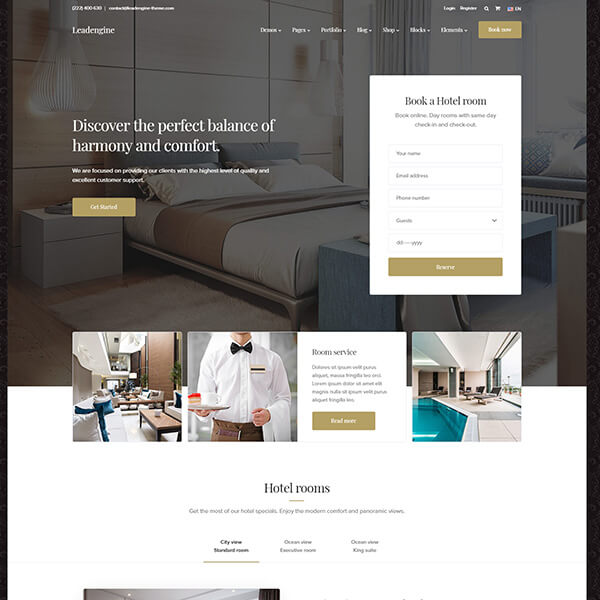 (222) 400-630 | contact@leadengine-theme.com
Login Register EN
Leadengine
Demos Pages Portfolio Blog Shop Blocks Elements Book now
Discover the perfect balance of
harmony and comfort.
We are focused on providing our clients with the highest level of quality and
excellent customer support.
Get Started
Book a Hotel room
Book online. Day rooms with same day
check-in and check-out.
Your name
Email address
Phone number
Guests
dd----yyyy
Reserve
Room service
Dolores sit ipsum velit purus
aliquet, massa fringilla leo orci.
Lorem ipsum dolor sit amet
elit. Inissuis velit purus aliquet,
massa fringilla leo.
Read more
Hotel rooms
Get the most of our hotel specials. Enjoy the modern comfort and panoramic views.
City view
Standard room
Ocean view
Executive room
Ocean view
King suite